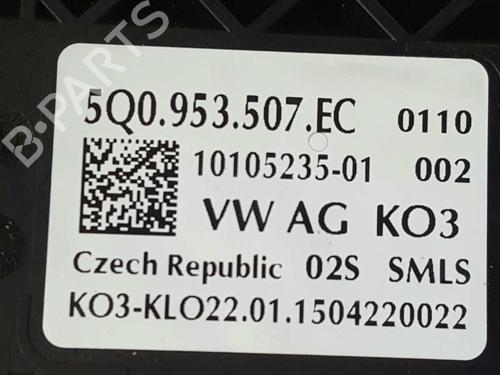 B-PARTS
5Q0.953.507.EC 0110
10105235-01 002
VW AG KO3
Czech Republic 02S SMLS
KO3-KLO22.01.1504220022